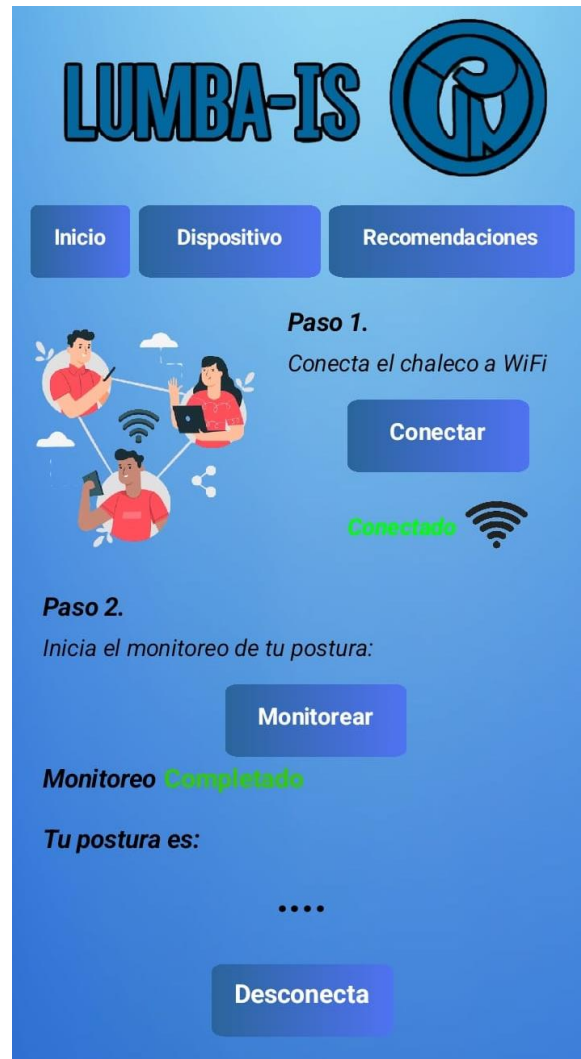 LUMBA-IS
Inicio
Dispositivo
Recomendaciones
Paso 1.
Conecta el chaleco a WiFi
Conectar
Conectado
Paso 2.
Inicia el monitoreo de tu postura:
Monitorear
Monitoreo Completado
Tu postura es:
....
Desconecta